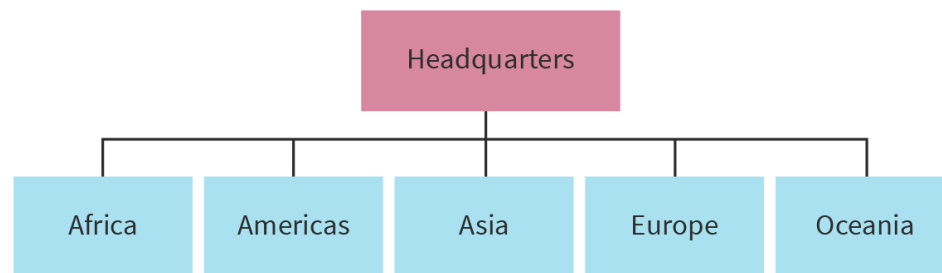 Headquarters
Africa
Americas
Asia
Europe
Oceania